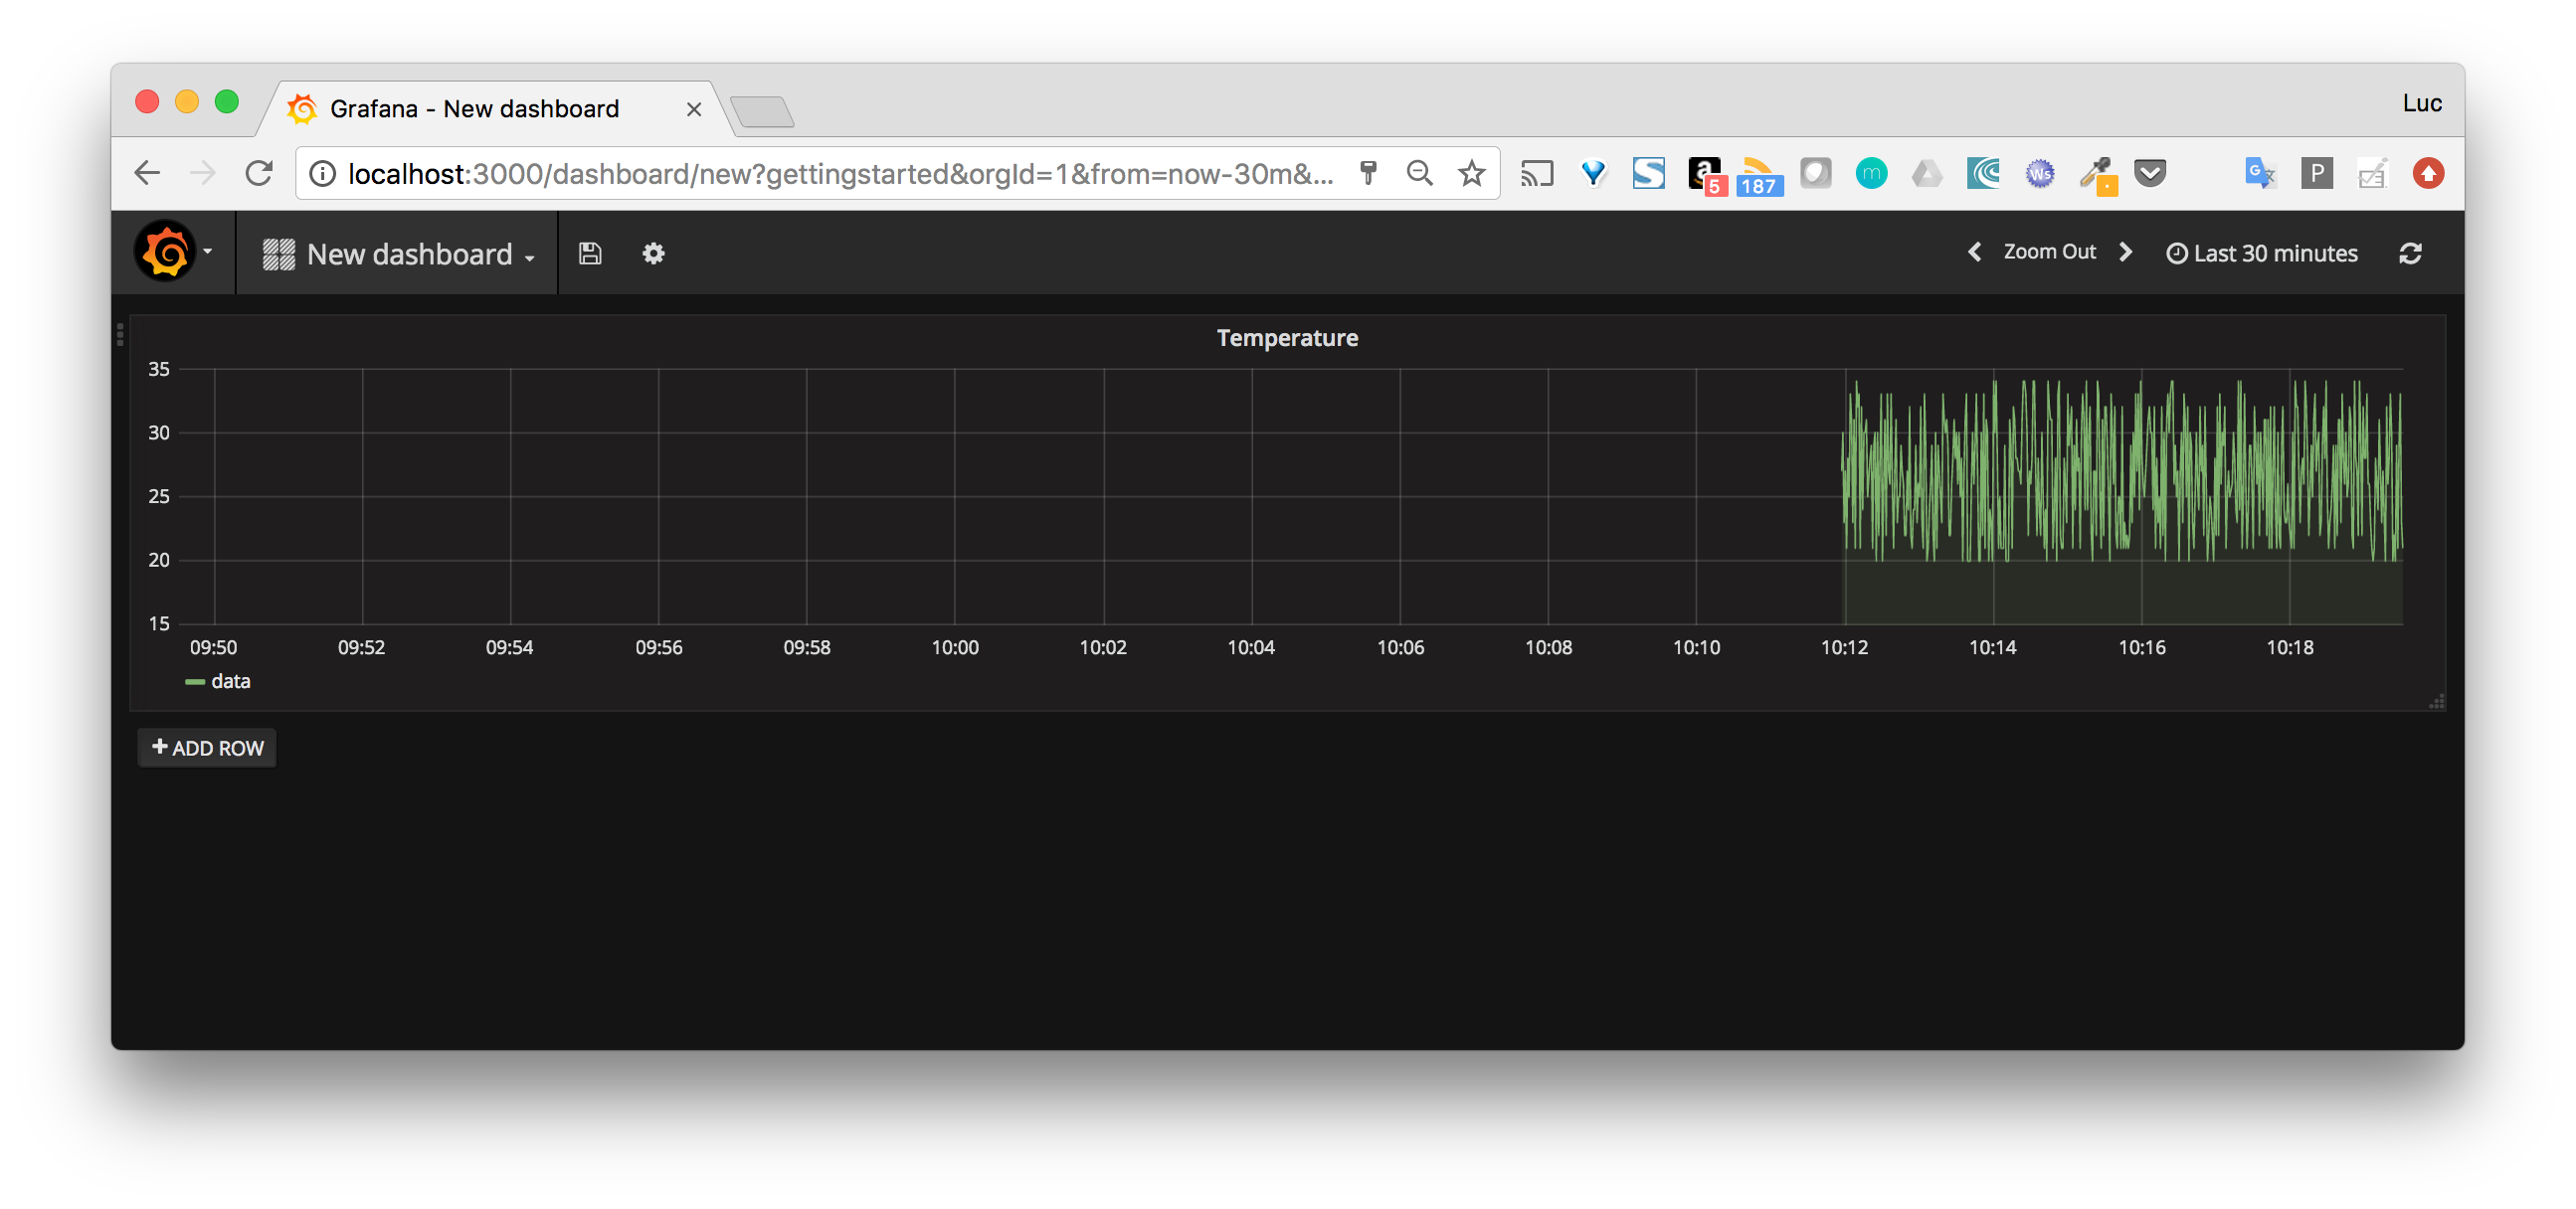 Grafana - New dashboard
Luc
localhost:3000/dashboard/new?gettingstarted&orgId=1&from=now-30m&...
a 5 187 m Ws G P
New dashboard
Zoom Out
Last 30 minutes
Temperature
35
30
25
20
15
09:50 09:52 09:54 09:56 09:58 10:00 10:02 10:04 10:06 10:08 10:10 10:12 10:14 10:16 10:18
data
+ ADD ROW